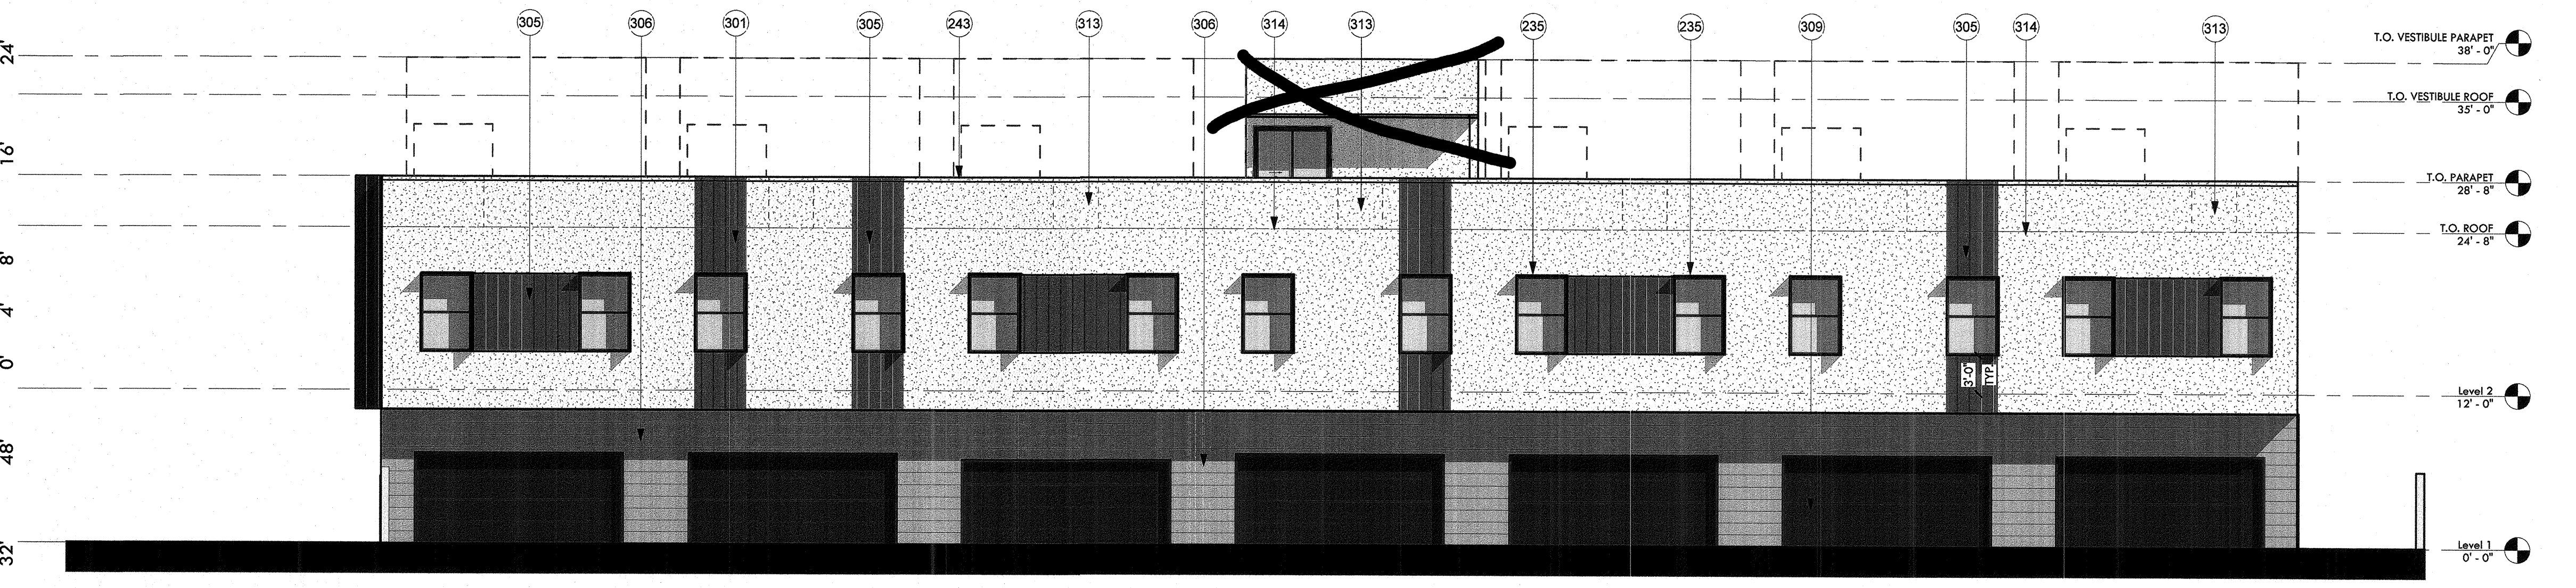 305 306 301 305 243 313 306 314 313 235 235 309 305 314 313
T.O. VESTIBULE PARAPET
38' - 0"
T.O. VESTIBULE ROOF
35' - 0"
T.O. PARAPET
28' - 8"
T.O. ROOF
24' - 8"
Level 2
12' - 0"
Level 1
0' - 0"
24'
16'
8'
4'
0'
48'
32'
3'-0"
TYP.